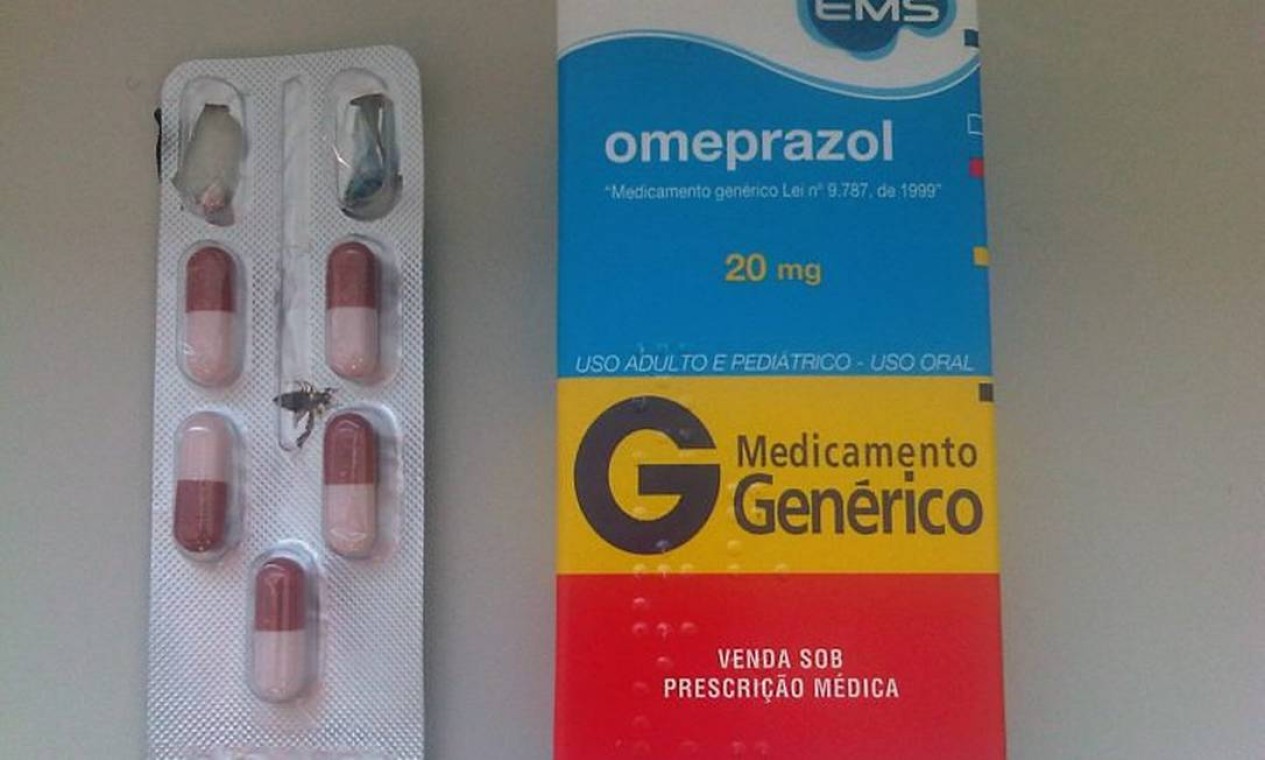 EMS
omeprazol
"Medicamento genérico Lei nº 9.787, de 1999"
20 mg
USO ADULTO E PEDIÁTRICO - USO ORAL
G Medicamento
Genérico
VENDA SOB
PRESCRIÇÃO MÉDICA